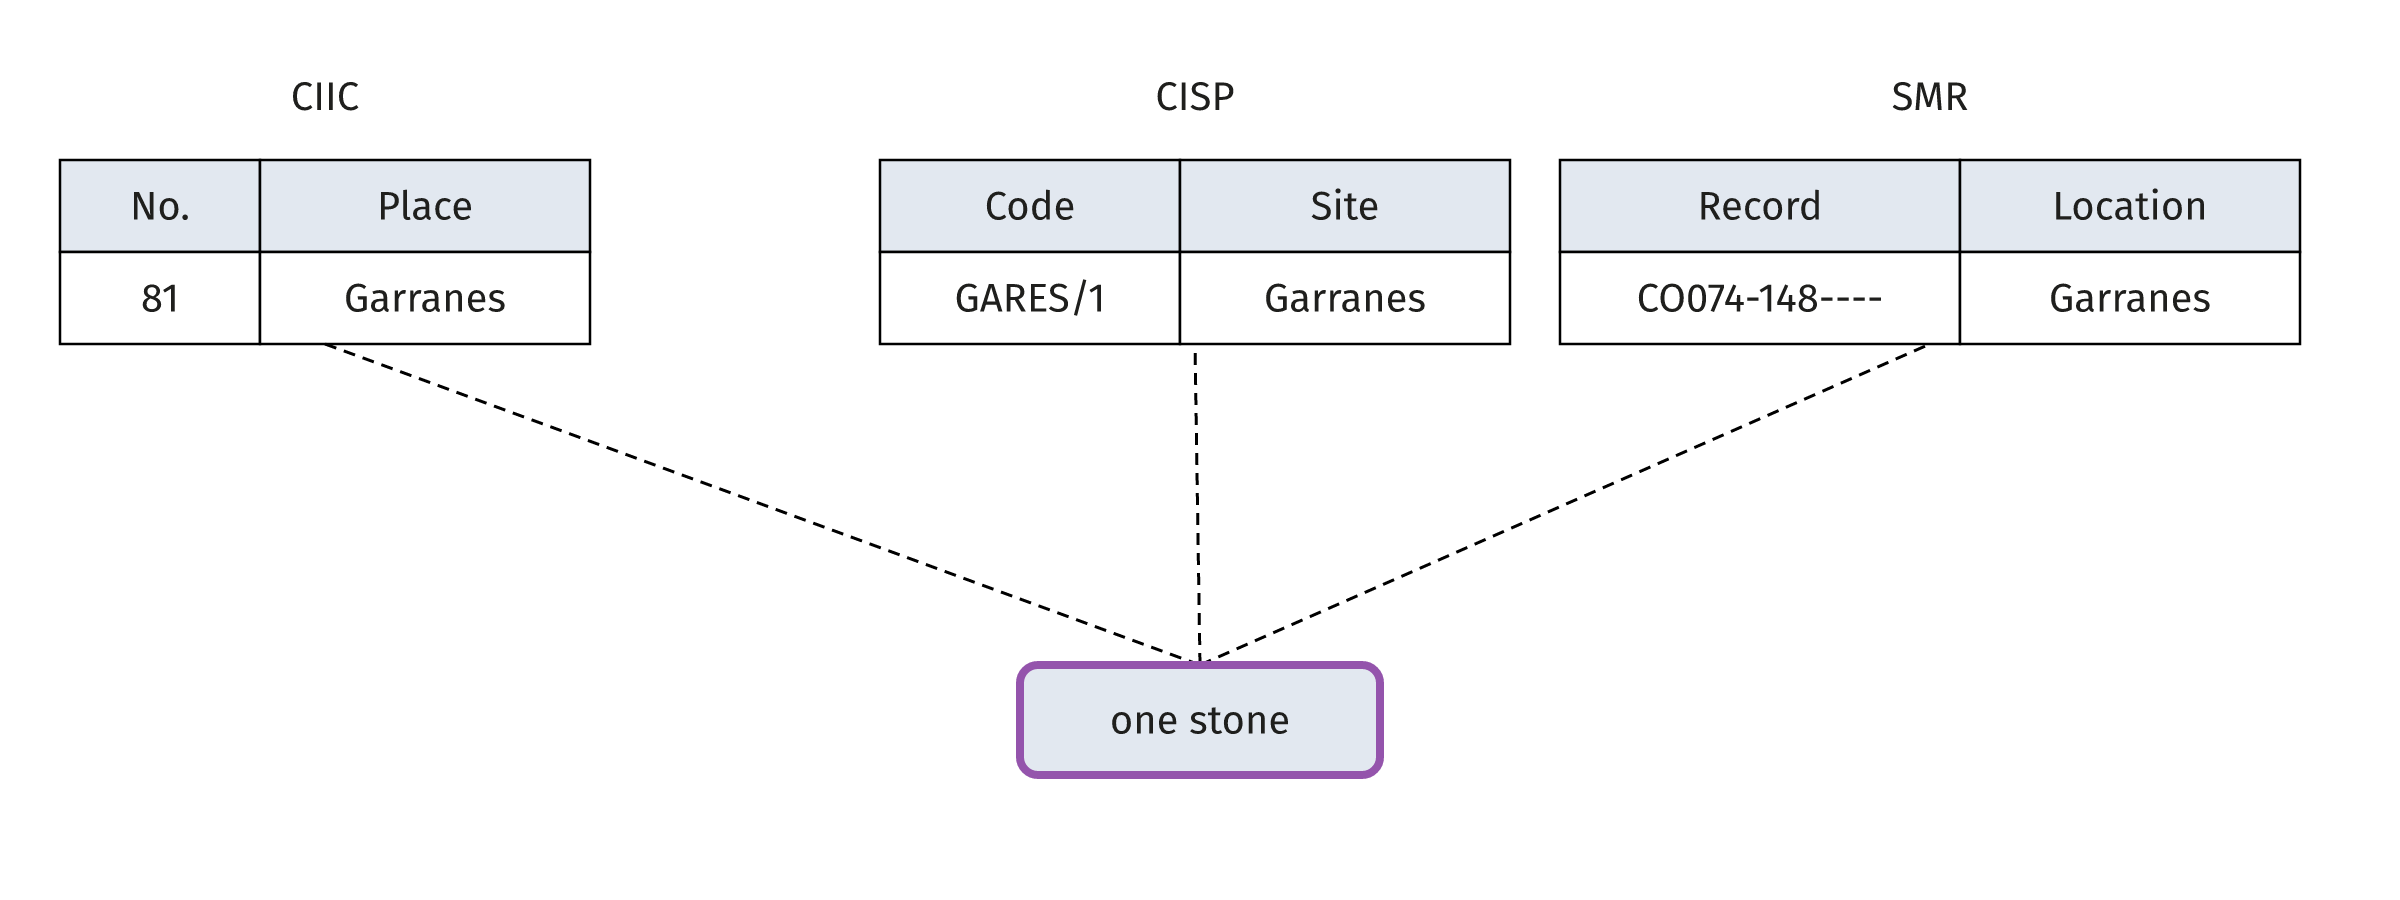 CIIC
No. Place
81 Garranes
CISP
Code Site
GARES/1 Garranes
SMR
Record Location
CO074-148---- Garranes
one stone